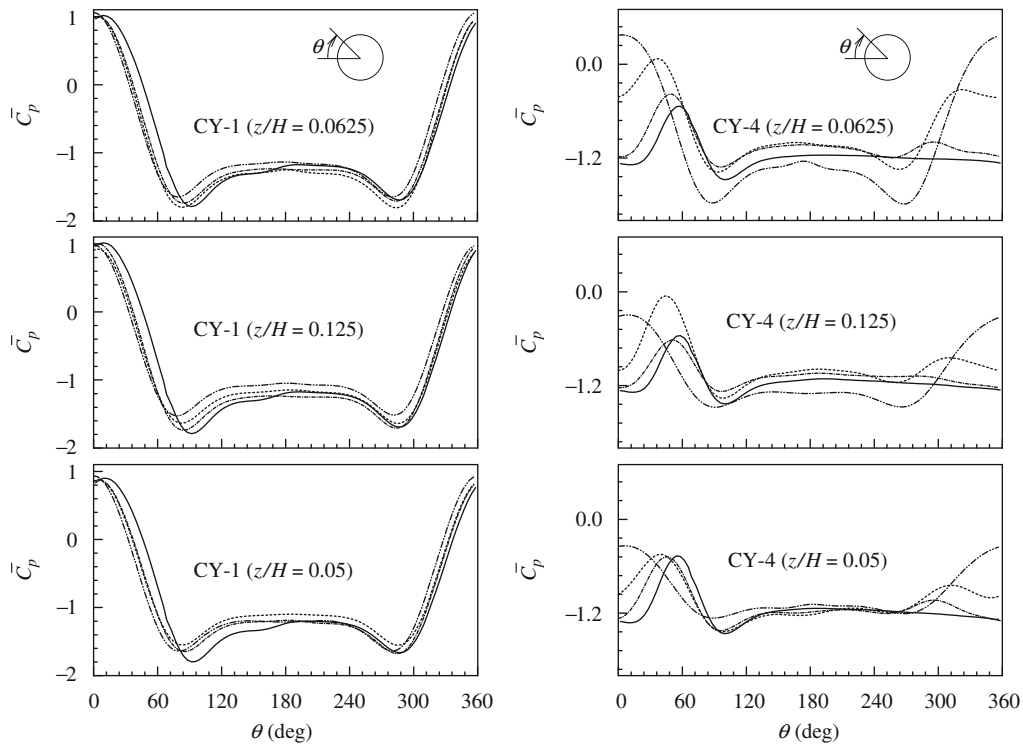 1
0
−1
−2
C̄p
θ
CY-1 (z/H = 0.0625)
0.0
−1.2
C̄p
θ
CY-4 (z/H = 0.0625)
1
0
−1
−2
C̄p
CY-1 (z/H = 0.125)
0.0
−1.2
C̄p
CY-4 (z/H = 0.125)
1
0
−1
−2
C̄p
CY-1 (z/H = 0.05)
0 60 120 180 240 300 360
θ (deg)
0.0
−1.2
C̄p
CY-4 (z/H = 0.05)
0 60 120 180 240 300 360
θ (deg)